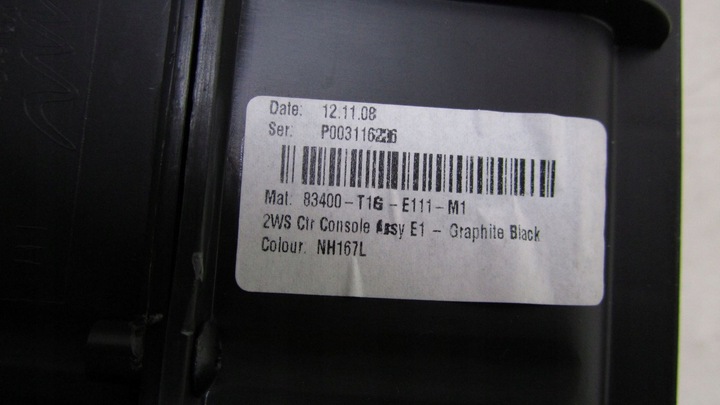 Date: 12.11.08
Ser: P003116236
Mat: 83400-T1G-E111-M1
2WS Ctr Console Assy E1 - Graphite Black
Colour: NH167L